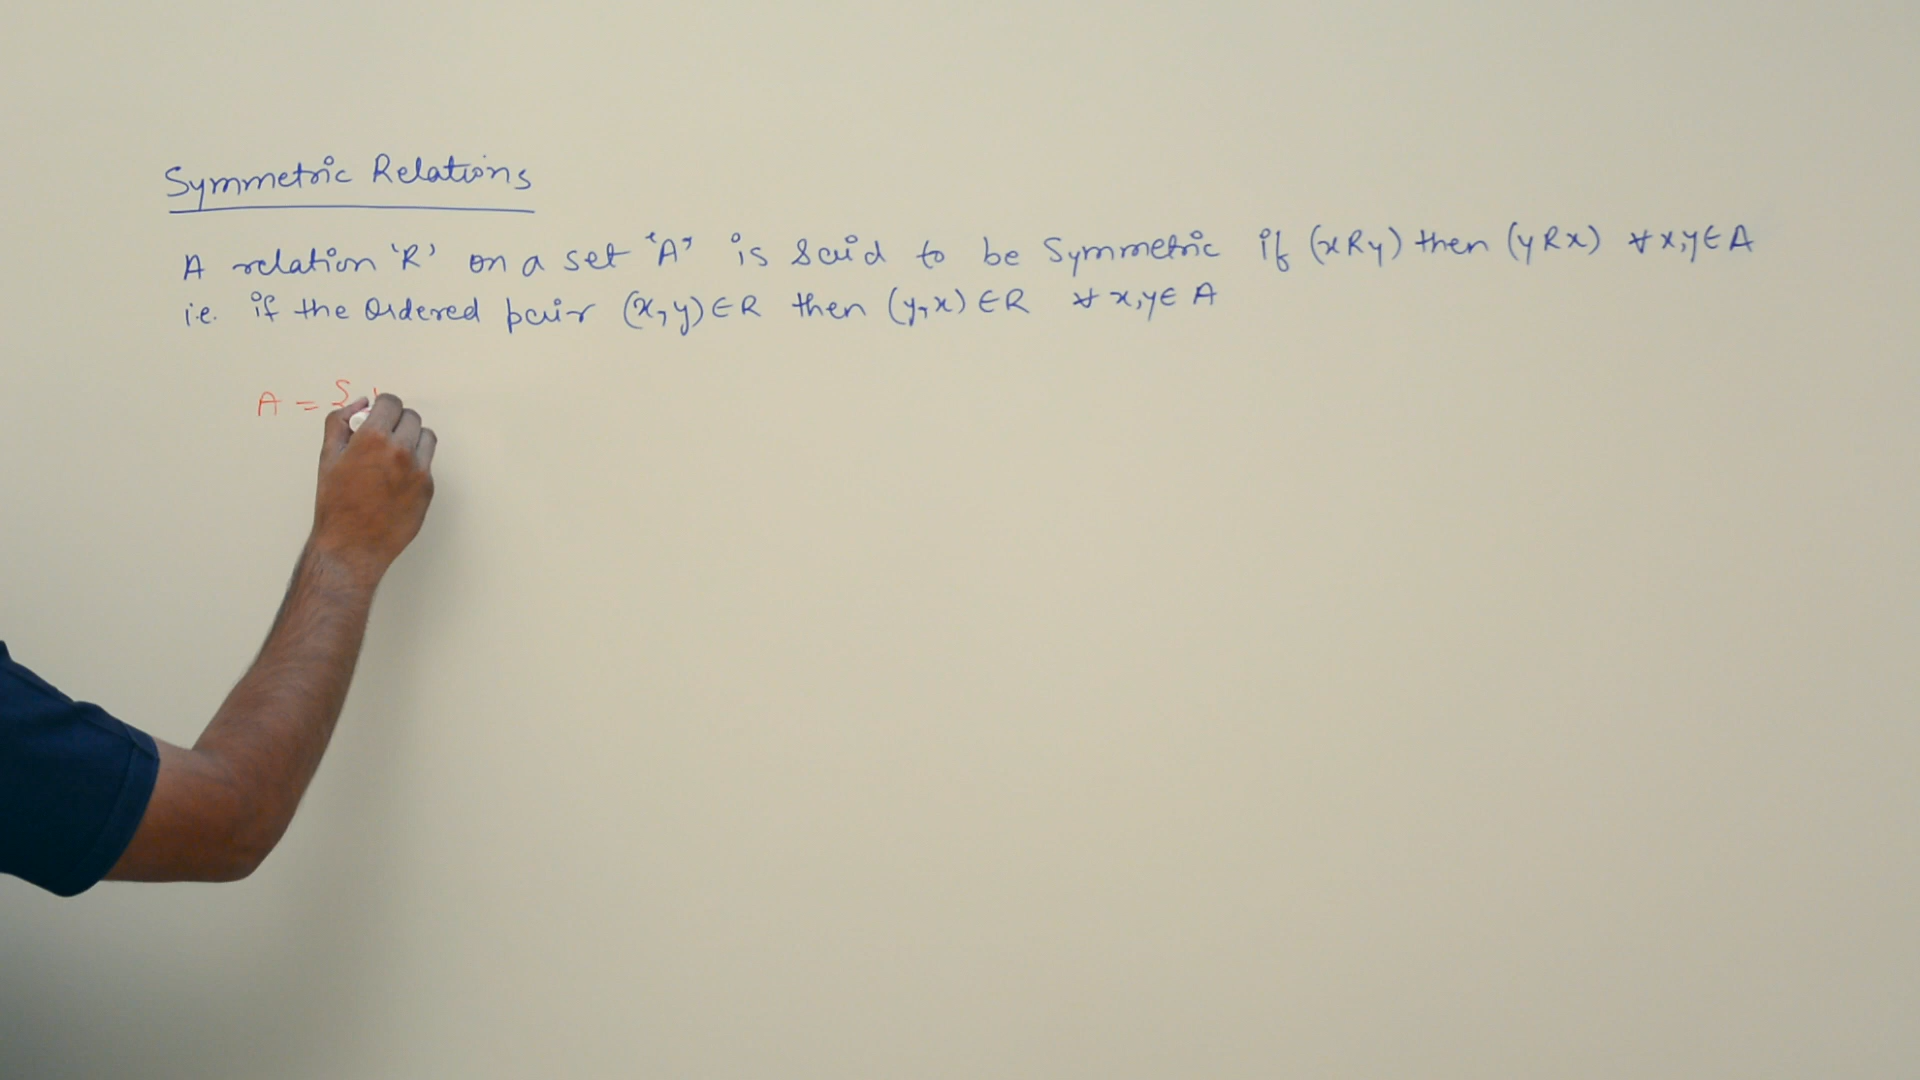 Symmetric Relations
A relation 'R' on a set 'A' is said to be Symmetric if (xRy) then (yRx) ∀ x,y ∈ A
i.e. if the Ordered pair (x,y) ∈ R then (y,x) ∈ R ∀ x,y ∈ A
A = {